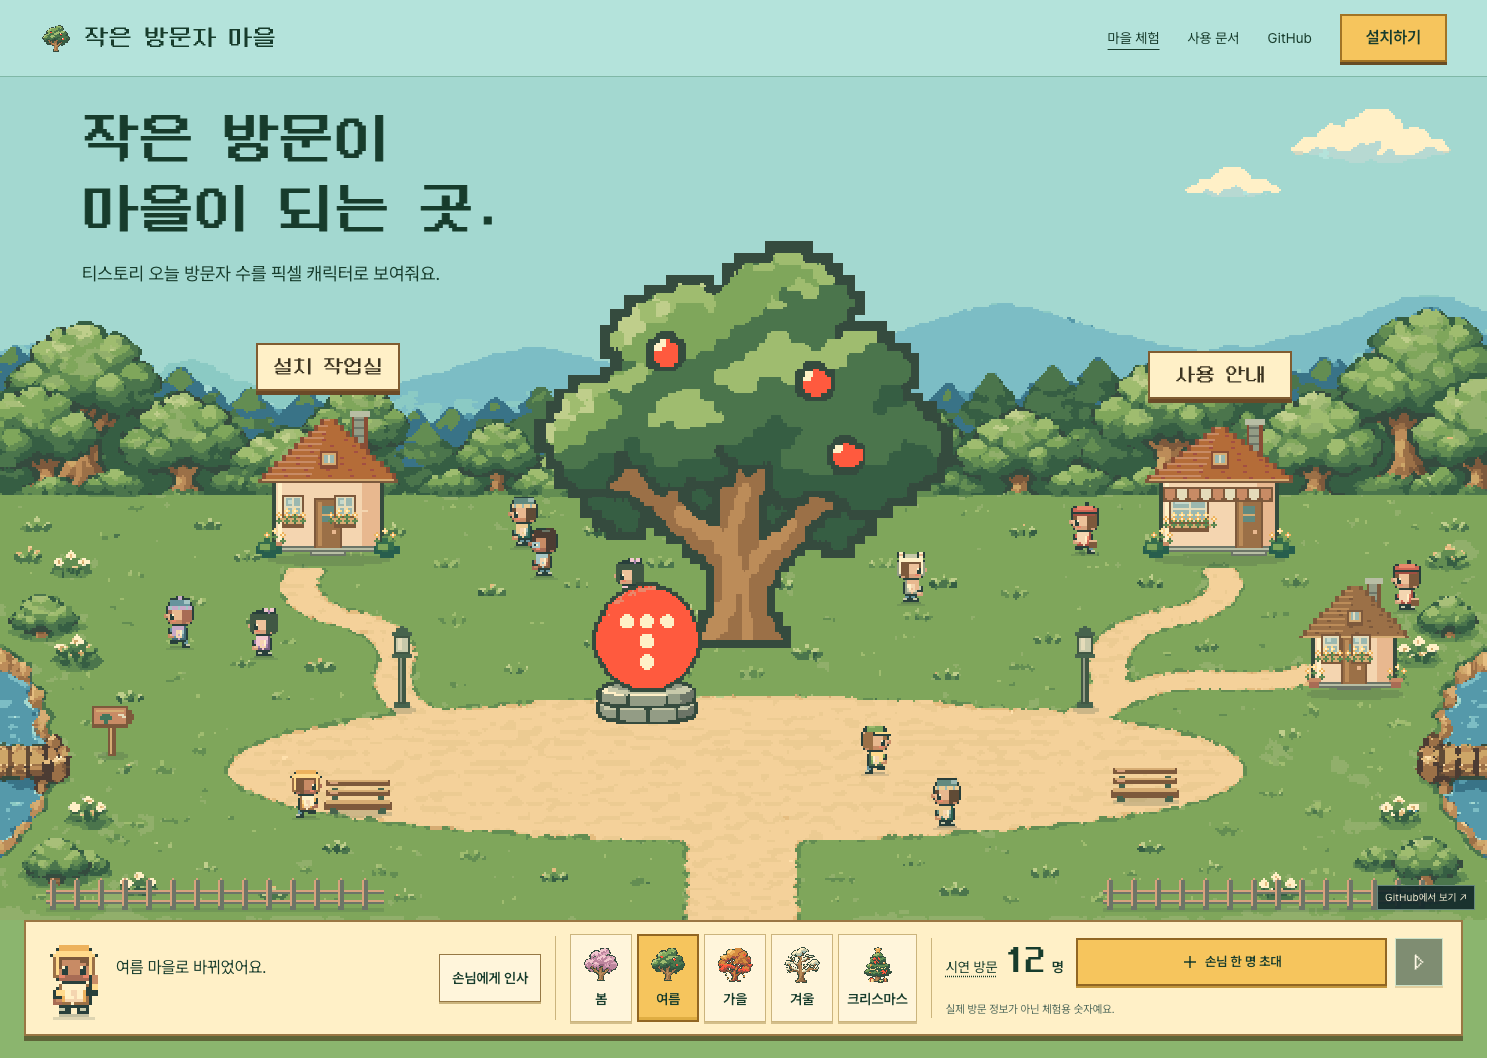 작은 방문자 마을
마을 체험
사용 문서
GitHub
설치하기
작은 방문이
마을이 되는 곳.
티스토리 오늘 방문자 수를 픽셀 캐릭터로 보여줘요.
설치 작업실
사용 안내
GitHub에서 보기 ↗
여름 마을로 바뀌었어요.
손님에게 인사
봄
여름
가을
겨울
크리스마스
시연 방문 12 명
+ 손님 한 명 초대
실제 방문 정보가 아닌 체험용 숫자예요.